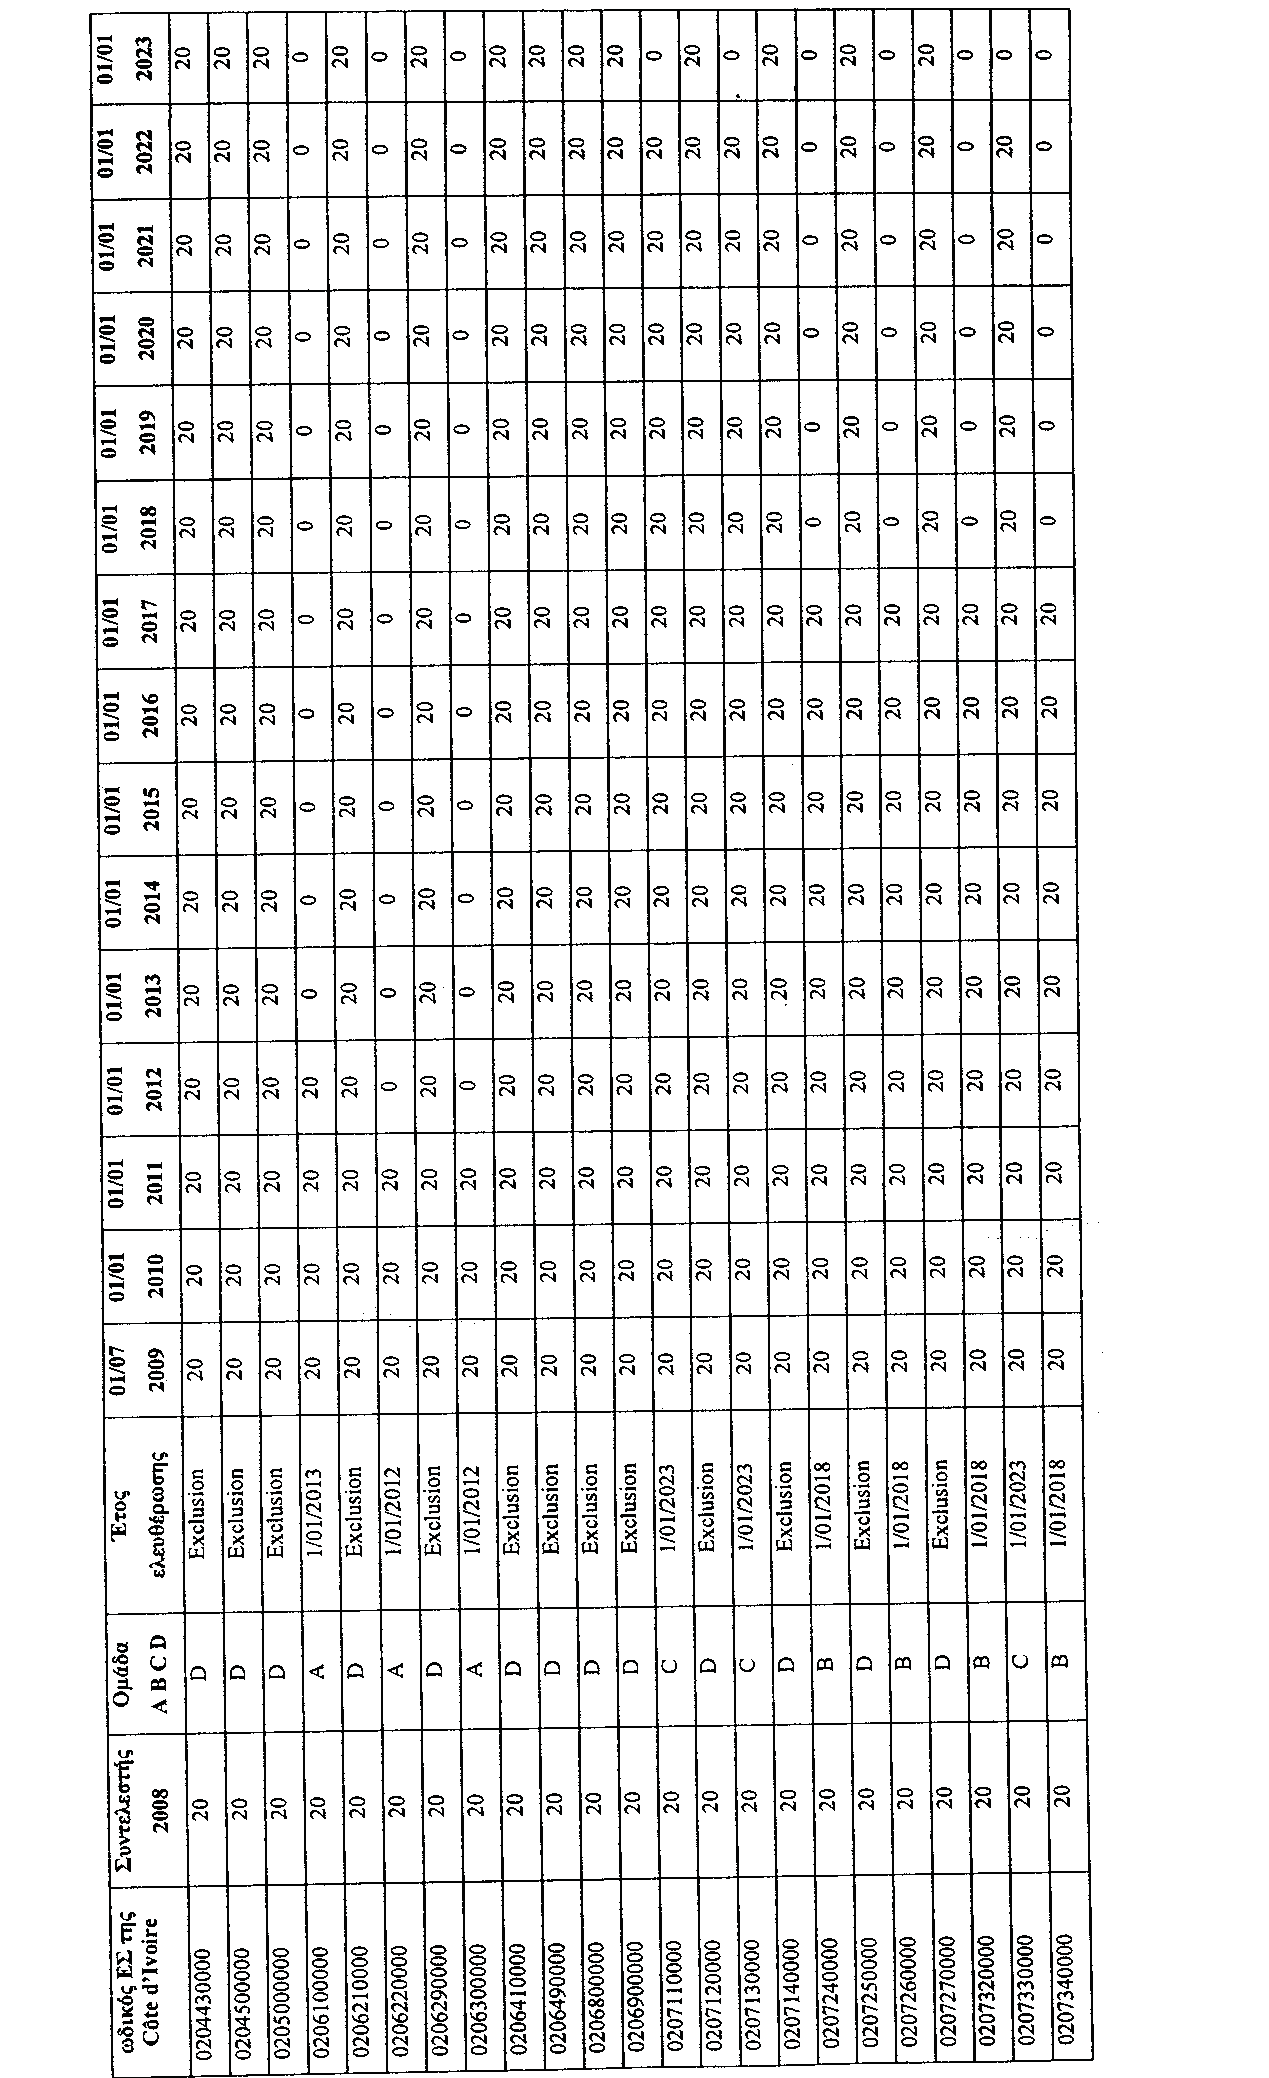 ωδικός ΕΣ της Côte d'Ivoire Συντελεστής 2008 Ομάδα A B C D Έτος ελευθέρωσης 01/07 2009 01/01 2010 01/01 2011 01/01 2012 01/01 2013 01/01 2014 01/01 2015 01/01 2016 01/01 2017 01/01 2018 01/01 2019 01/01 2020 01/01 2021 01/01 2022 01/01 2023
0204430000 20 D Exclusion 20 20 20 20 20 20 20 20 20 20 20 20 20 20 20
0204500000 20 D Exclusion 20 20 20 20 20 20 20 20 20 20 20 20 20 20 20
0205000000 20 D Exclusion 20 20 20 20 20 20 20 20 20 20 20 20 20 20 20
0206100000 20 A 1/01/2013 20 20 20 20 0 0 0 0 0 0 0 0 0 0 0
0206210000 20 D Exclusion 20 20 20 20 20 20 20 20 20 20 20 20 20 20 20
0206220000 20 A 1/01/2012 20 20 20 0 0 0 0 0 0 0 0 0 0 0 0
0206290000 20 D Exclusion 20 20 20 20 20 20 20 20 20 20 20 20 20 20 20
0206300000 20 A 1/01/2012 20 20 20 0 0 0 0 0 0 0 0 0 0 0 0
0206410000 20 D Exclusion 20 20 20 20 20 20 20 20 20 20 20 20 20 20 20
0206490000 20 D Exclusion 20 20 20 20 20 20 20 20 20 20 20 20 20 20 20
0206800000 20 D Exclusion 20 20 20 20 20 20 20 20 20 20 20 20 20 20 20
0206900000 20 D Exclusion 20 20 20 20 20 20 20 20 20 20 20 20 20 20 20
0207110000 20 C 1/01/2023 20 20 20 20 20 20 20 20 20 20 20 20 20 20 0
0207120000 20 D Exclusion 20 20 20 20 20 20 20 20 20 20 20 20 20 20 20
0207130000 20 C 1/01/2023 20 20 20 20 20 20 20 20 20 20 20 20 20 20 0
0207140000 20 D Exclusion 20 20 20 20 20 20 20 20 20 20 20 20 20 20 20
0207240000 20 B 1/01/2018 20 20 20 20 20 20 20 20 20 0 0 0 0 0 0
0207250000 20 D Exclusion 20 20 20 20 20 20 20 20 20 20 20 20 20 20 20
0207260000 20 B 1/01/2018 20 20 20 20 20 20 20 20 20 0 0 0 0 0 0
0207270000 20 D Exclusion 20 20 20 20 20 20 20 20 20 20 20 20 20 20 20
0207320000 20 B 1/01/2018 20 20 20 20 20 20 20 20 20 0 0 0 0 0 0
0207330000 20 C 1/01/2023 20 20 20 20 20 20 20 20 20 20 20 20 20 20 0
0207340000 20 B 1/01/2018 20 20 20 20 20 20 20 20 20 0 0 0 0 0 0